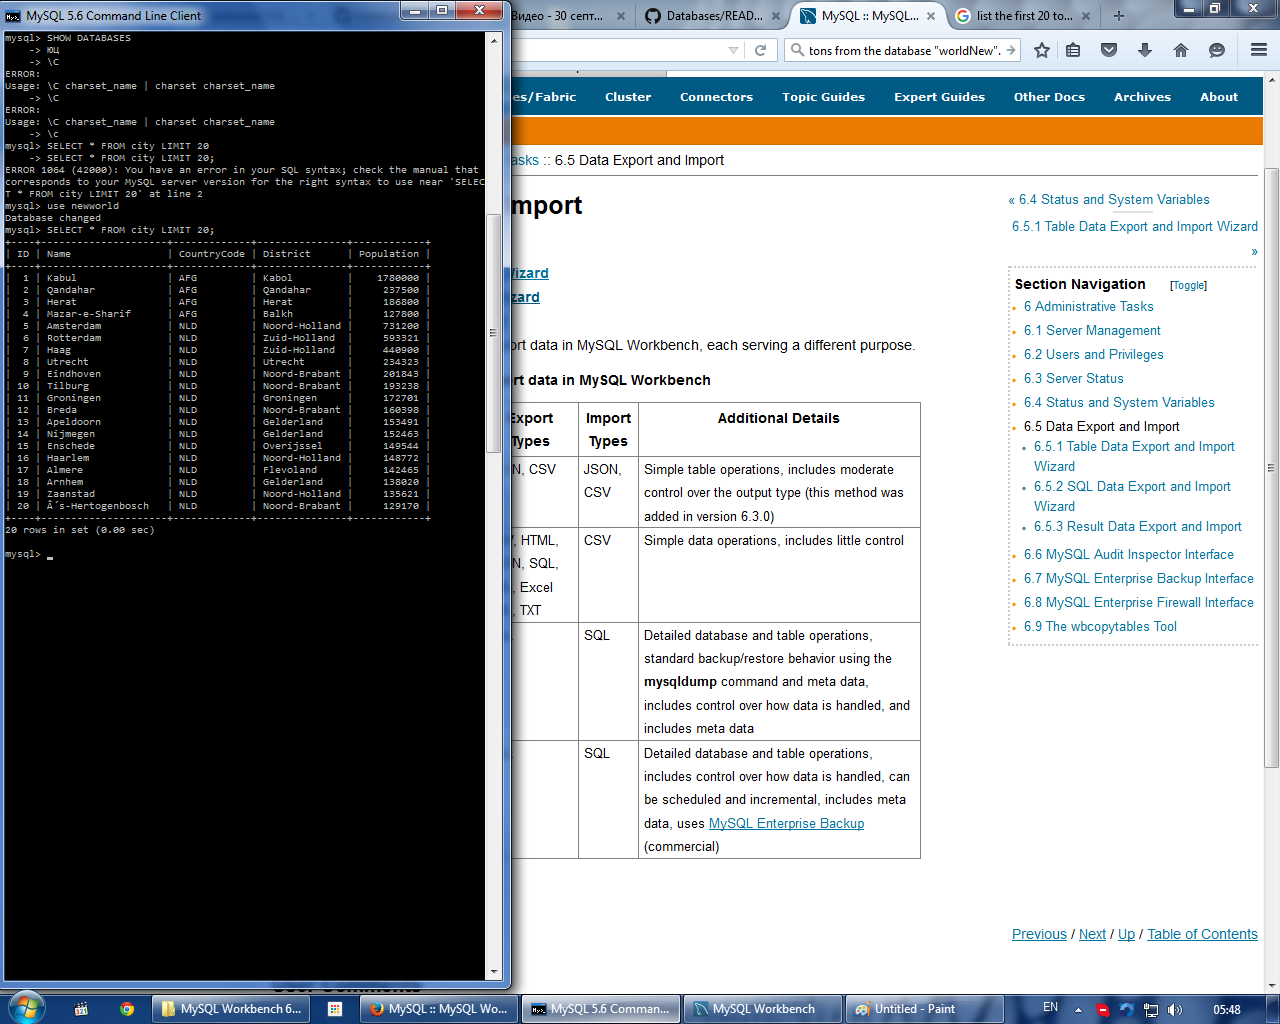 MySQL 5.6 Command Line Client
mysql> SHOW DATABASES
    -> ЮЦ
    -> \C
ERROR:
Usage: \C charset_name | charset charset_name
    -> \C
ERROR:
Usage: \C charset_name | charset charset_name
    -> \c
mysql> SELECT * FROM city LIMIT 20
    -> SELECT * FROM city LIMIT 20;
ERROR 1064 (42000): You have an error in your SQL syntax; check the manual that
corresponds to your MySQL server version for the right syntax to use near 'SELEC
T * FROM city LIMIT 20' at line 2
mysql> use newworld
Database changed
mysql> SELECT * FROM city LIMIT 20;
+----+-------------------+-------------+---------------+------------+
| ID | Name | CountryCode | District | Population |
+----+-------------------+-------------+---------------+------------+
| 1 | Kabul | AFG | Kabol | 1780000 |
| 2 | Qandahar | AFG | Qandahar | 237500 |
| 3 | Herat | AFG | Herat | 186800 |
| 4 | Mazar-e-Sharif | AFG | Balkh | 127800 |
| 5 | Amsterdam | NLD | Noord-Holland | 731200 |
| 6 | Rotterdam | NLD | Zuid-Holland | 593321 |
| 7 | Haag | NLD | Zuid-Holland | 440900 |
| 8 | Utrecht | NLD | Utrecht | 234323 |
| 9 | Eindhoven | NLD | Noord-Brabant | 201843 |
| 10 | Tilburg | NLD | Noord-Brabant | 193238 |
| 11 | Groningen | NLD | Groningen | 172701 |
| 12 | Breda | NLD | Noord-Brabant | 160398 |
| 13 | Apeldoorn | NLD | Gelderland | 153491 |
| 14 | Nijmegen | NLD | Gelderland | 152463 |
| 15 | Enschede | NLD | Overijssel | 149544 |
| 16 | Haarlem | NLD | Noord-Holland | 148772 |
| 17 | Almere | NLD | Flevoland | 142465 |
| 18 | Arnhem | NLD | Gelderland | 138020 |
| 19 | Zaanstad | NLD | Noord-Holland | 135621 |
| 20 | Â´s-Hertogenbosch | NLD | Noord-Brabant | 129170 |
+----+-------------------+-------------+---------------+------------+
20 rows in set (0.00 sec)
mysql> _
Видео - 30 септ...
Databases/READ...
MySQL :: MySQL...
list the first 20 to...
tons from the database "worldNew".
es/Fabric Cluster Connectors Topic Guides Expert Guides Other Docs Archives About
asks :: 6.5 Data Export and Import
mport
Wizard
zard
ort data in MySQL Workbench, each serving a different purpose.
rt data in MySQL Workbench
Export Types
Import Types
Additional Details
N, CSV
JSON, CSV
Simple table operations, includes moderate
control over the output type (this method was
added in version 6.3.0)
, HTML,
N, SQL,
, Excel
, TXT
CSV
Simple data operations, includes little control
SQL
Detailed database and table operations,
standard backup/restore behavior using the
mysqldump command and meta data,
includes control over how data is handled, and
includes meta data
SQL
Detailed database and table operations,
includes control over how data is handled, can
be scheduled and incremental, includes meta
data, uses MySQL Enterprise Backup
(commercial)
« 6.4 Status and System Variables
6.5.1 Table Data Export and Import Wizard
»
Section Navigation [Toggle]
6 Administrative Tasks
6.1 Server Management
6.2 Users and Privileges
6.3 Server Status
6.4 Status and System Variables
6.5 Data Export and Import
6.5.1 Table Data Export and Import
Wizard
6.5.2 SQL Data Export and Import
Wizard
6.5.3 Result Data Export and Import
6.6 MySQL Audit Inspector Interface
6.7 MySQL Enterprise Backup Interface
6.8 MySQL Enterprise Firewall Interface
6.9 The wbcopytables Tool
Previous / Next / Up / Table of Contents
User Comments
MySQL Workbench 6...
MySQL :: MySQL Wo...
MySQL 5.6 Comman...
MySQL Workbench
Untitled - Paint
EN
05:48